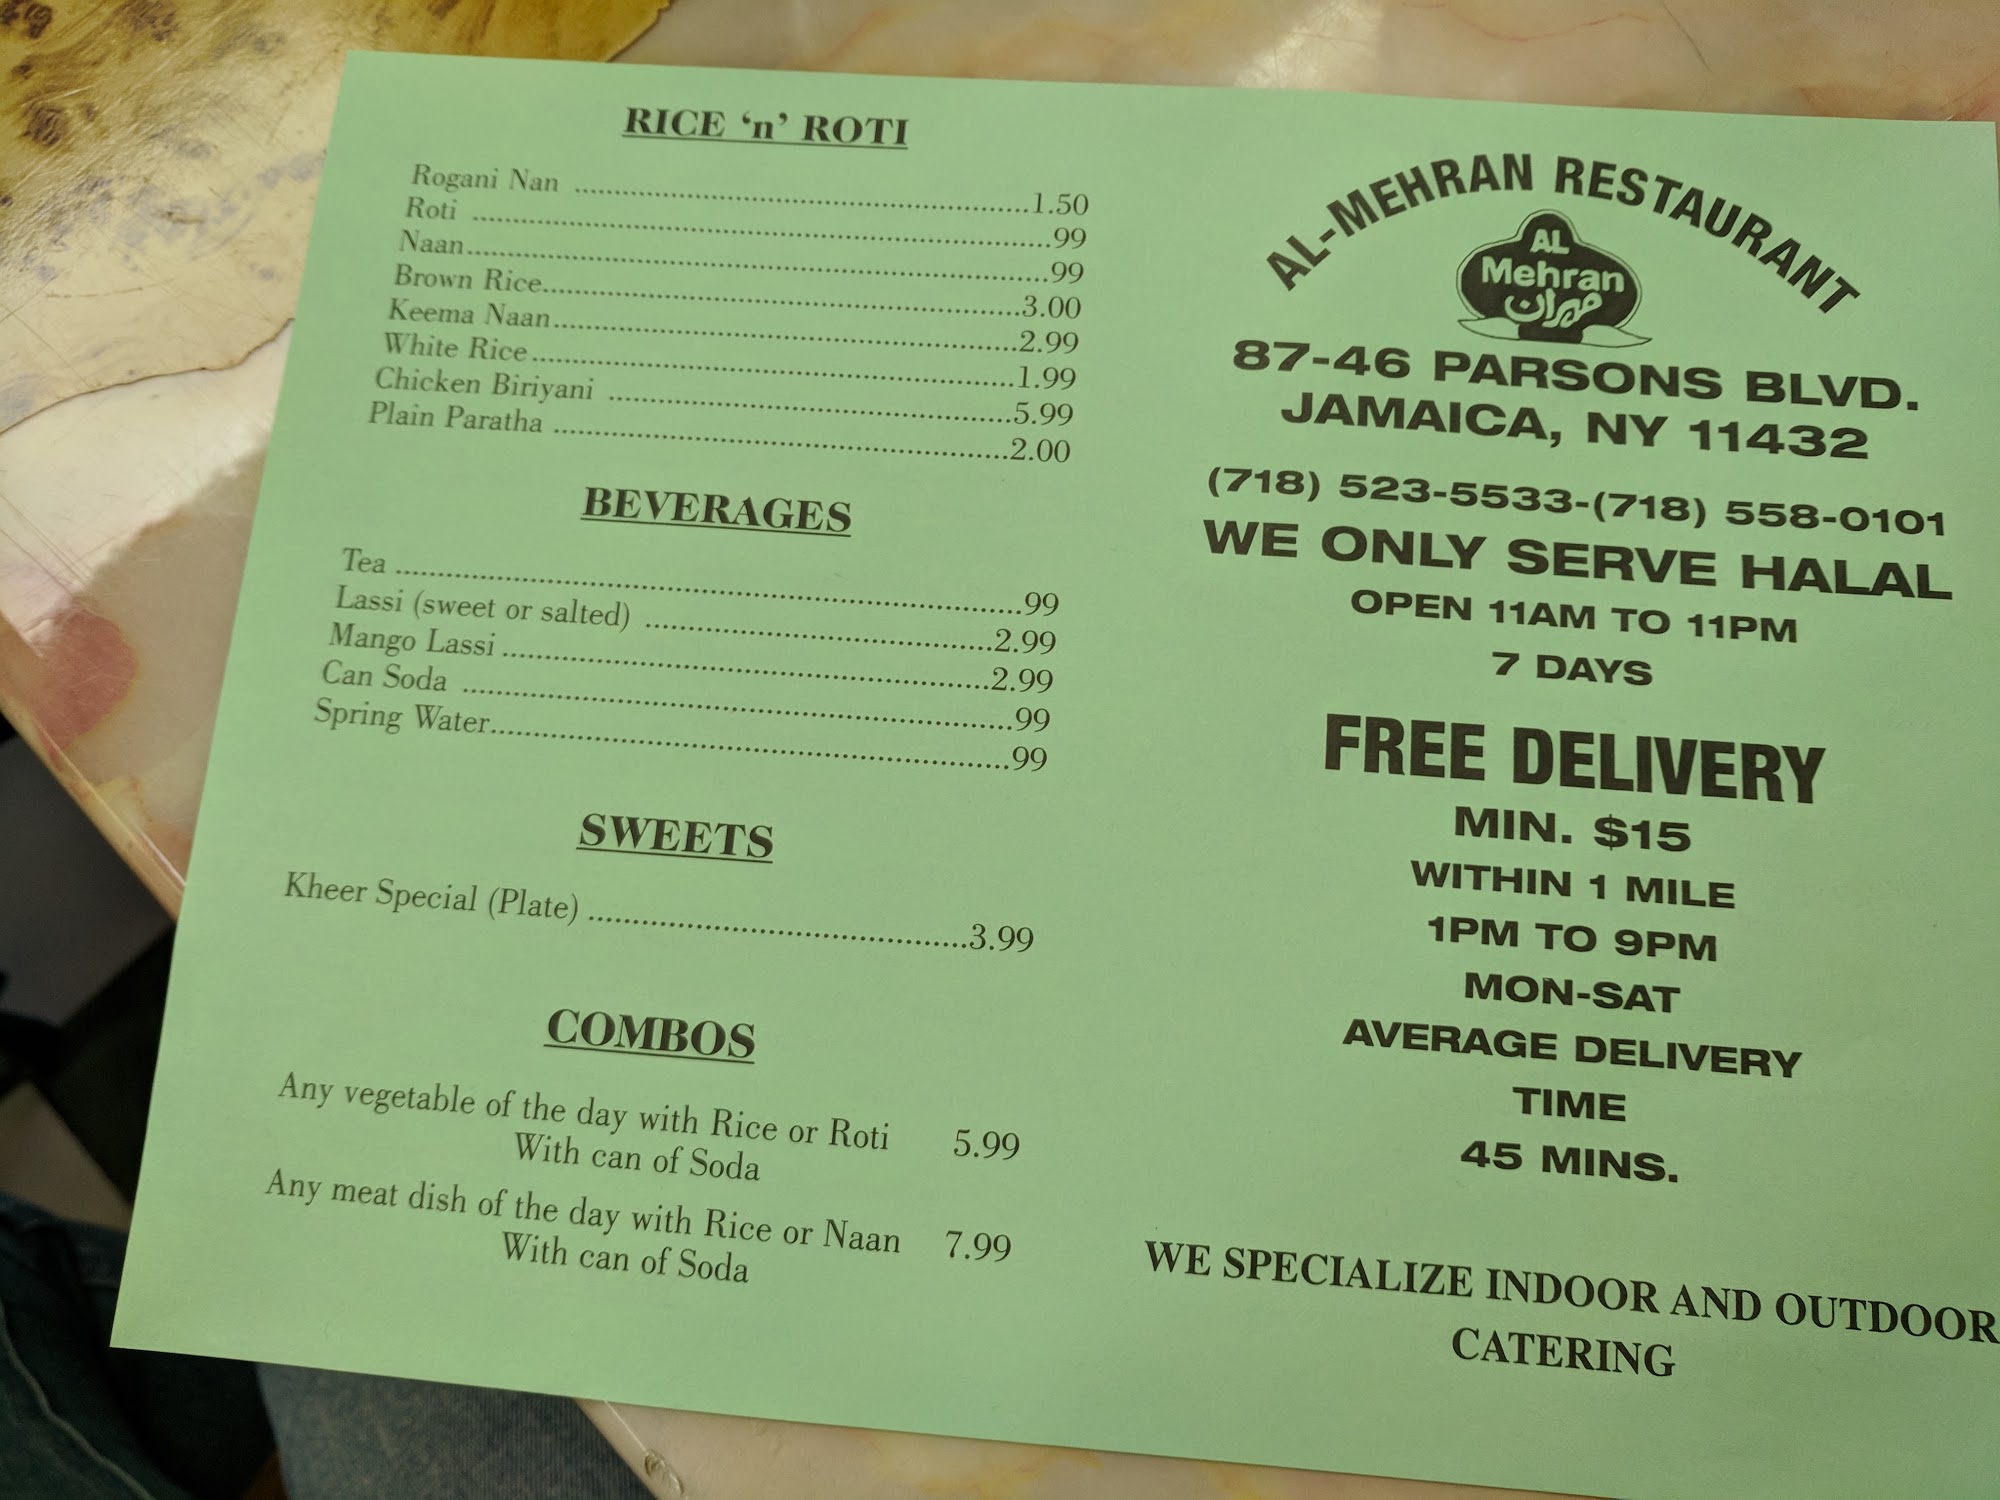 RICE 'n' ROTI
Rogani Nan ........................................................1.50
Roti ........................................................99
Naan........................................................99
Brown Rice........................................................3.00
Keema Naan........................................................2.99
White Rice........................................................1.99
Chicken Biriyani ........................................................5.99
Plain Paratha ........................................................2.00
BEVERAGES
Tea ........................................................99
Lassi (sweet or salted) ........................................................2.99
Mango Lassi ........................................................2.99
Can Soda ........................................................99
Spring Water........................................................99
SWEETS
Kheer Special (Plate) ........................................................3.99
COMBOS
Any vegetable of the day with Rice or Roti 5.99
With can of Soda
Any meat dish of the day with Rice or Naan 7.99
With can of Soda
AL-MEHRAN RESTAURANT
AL
Mehran
مهران
87-46 PARSONS BLVD.
JAMAICA, NY 11432
(718) 523-5533-(718) 558-0101
WE ONLY SERVE HALAL
OPEN 11AM TO 11PM
7 DAYS
FREE DELIVERY
MIN. $15
WITHIN 1 MILE
1PM TO 9PM
MON-SAT
AVERAGE DELIVERY
TIME
45 MINS.
WE SPECIALIZE INDOOR AND OUTDOOR
CATERING